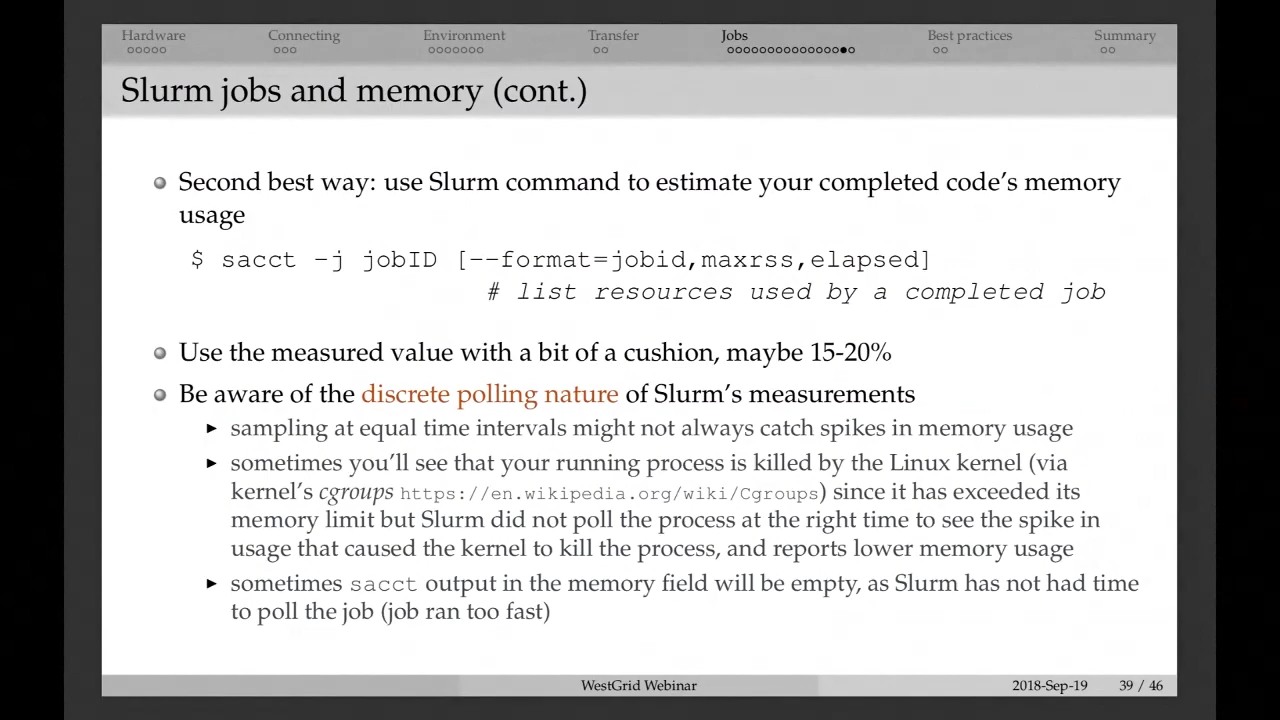 Hardware Connecting Environment Transfer Jobs Best practices Summary
Slurm jobs and memory (cont.)
Second best way: use Slurm command to estimate your completed code's memory
usage
$ sacct -j jobID [--format=jobid,maxrss,elapsed]
# list resources used by a completed job
Use the measured value with a bit of a cushion, maybe 15-20%
Be aware of the discrete polling nature of Slurm's measurements
sampling at equal time intervals might not always catch spikes in memory usage
sometimes you'll see that your running process is killed by the Linux kernel (via
kernel's cgroups https://en.wikipedia.org/wiki/Cgroups) since it has exceeded its
memory limit but Slurm did not poll the process at the right time to see the spike in
usage that caused the kernel to kill the process, and reports lower memory usage
sometimes sacct output in the memory field will be empty, as Slurm has not had time
to poll the job (job ran too fast)
WestGrid Webinar 2018-Sep-19 39 / 46